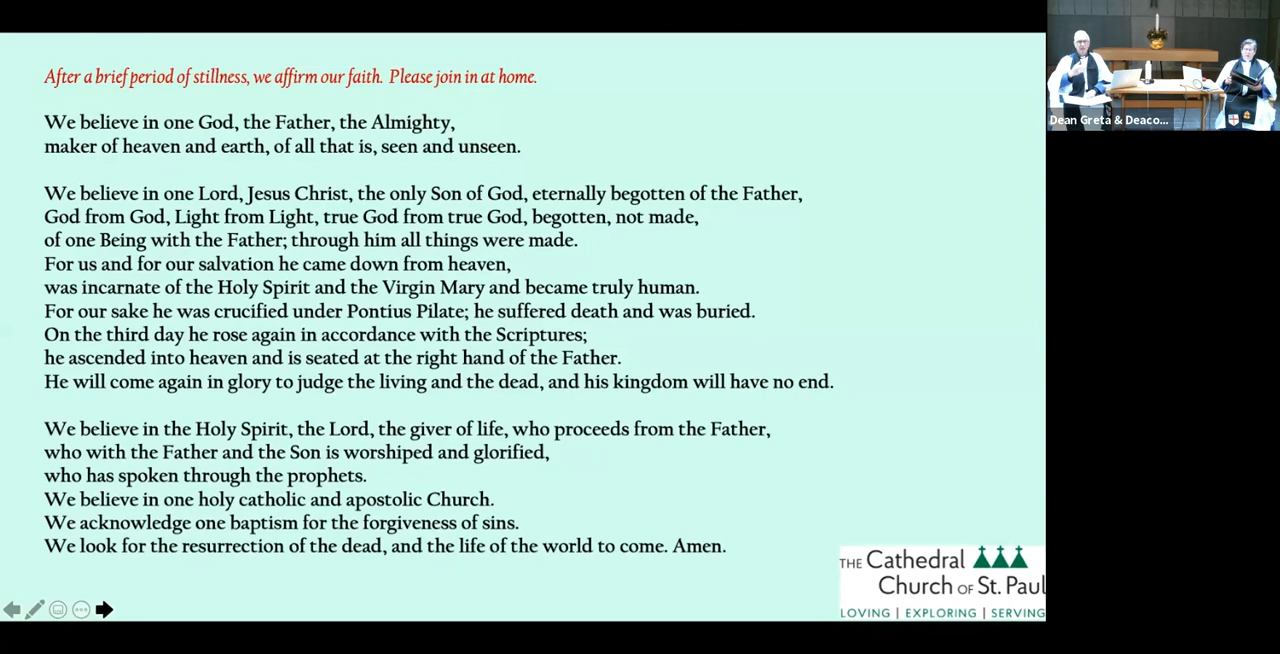 After a brief period of stillness, we affirm our faith. Please join in at home.
We believe in one God, the Father, the Almighty,
maker of heaven and earth, of all that is, seen and unseen.
We believe in one Lord, Jesus Christ, the only Son of God, eternally begotten of the Father,
God from God, Light from Light, true God from true God, begotten, not made,
of one Being with the Father; through him all things were made.
For us and for our salvation he came down from heaven,
was incarnate of the Holy Spirit and the Virgin Mary and became truly human.
For our sake he was crucified under Pontius Pilate; he suffered death and was buried.
On the third day he rose again in accordance with the Scriptures;
he ascended into heaven and is seated at the right hand of the Father.
He will come again in glory to judge the living and the dead, and his kingdom will have no end.
We believe in the Holy Spirit, the Lord, the giver of life, who proceeds from the Father,
who with the Father and the Son is worshiped and glorified,
who has spoken through the prophets.
We believe in one holy catholic and apostolic Church.
We acknowledge one baptism for the forgiveness of sins.
We look for the resurrection of the dead, and the life of the world to come. Amen.
THE Cathedral
Church OF St. Paul
LOVING | EXPLORING | SERVING
Dean Greta & Deaco...